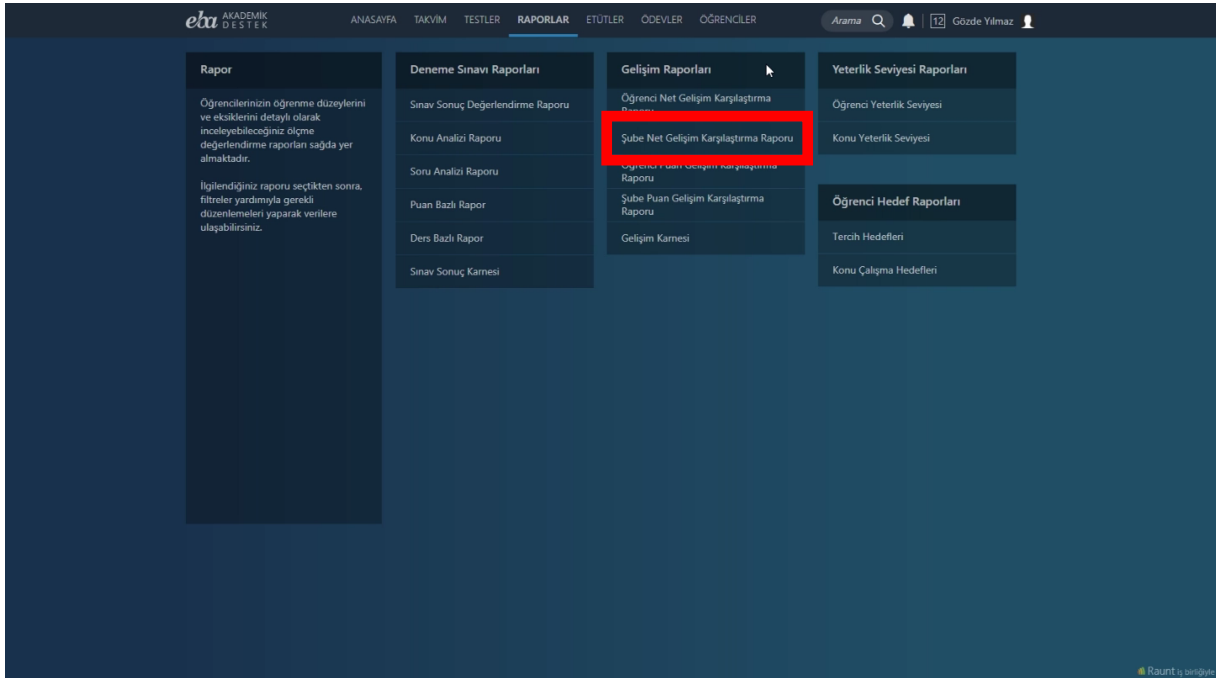 eba AKADEMİK
DESTEK
ANASAYFA TAKVİM TESTLER RAPORLAR ETÜTLER ÖDEVLER ÖĞRENCİLER
Arama
12 Gözde Yılmaz
Rapor
Öğrencilerinizin öğrenme düzeylerini
ve eksiklerini detaylı olarak
inceleyebileceğiniz ölçme
değerlendirme raporları sağda yer
almaktadır.
İlgilendiğiniz raporu seçtikten sonra,
filtreler yardımıyla gerekli
düzenlemeleri yaparak verilere
ulaşabilirsiniz.
Deneme Sınavı Raporları
Sınav Sonuç Değerlendirme Raporu
Konu Analizi Raporu
Soru Analizi Raporu
Puan Bazlı Rapor
Ders Bazlı Rapor
Sınav Sonuç Karnesi
Gelişim Raporları
Öğrenci Net Gelişim Karşılaştırma
Raporu
Şube Net Gelişim Karşılaştırma Raporu
Öğrenci Puan Gelişim Karşılaştırma
Raporu
Şube Puan Gelişim Karşılaştırma
Raporu
Gelişim Karnesi
Yeterlik Seviyesi Raporları
Öğrenci Yeterlik Seviyesi
Konu Yeterlik Seviyesi
Öğrenci Hedef Raporları
Tercih Hedefleri
Konu Çalışma Hedefleri
Raunt iş birliğiyle